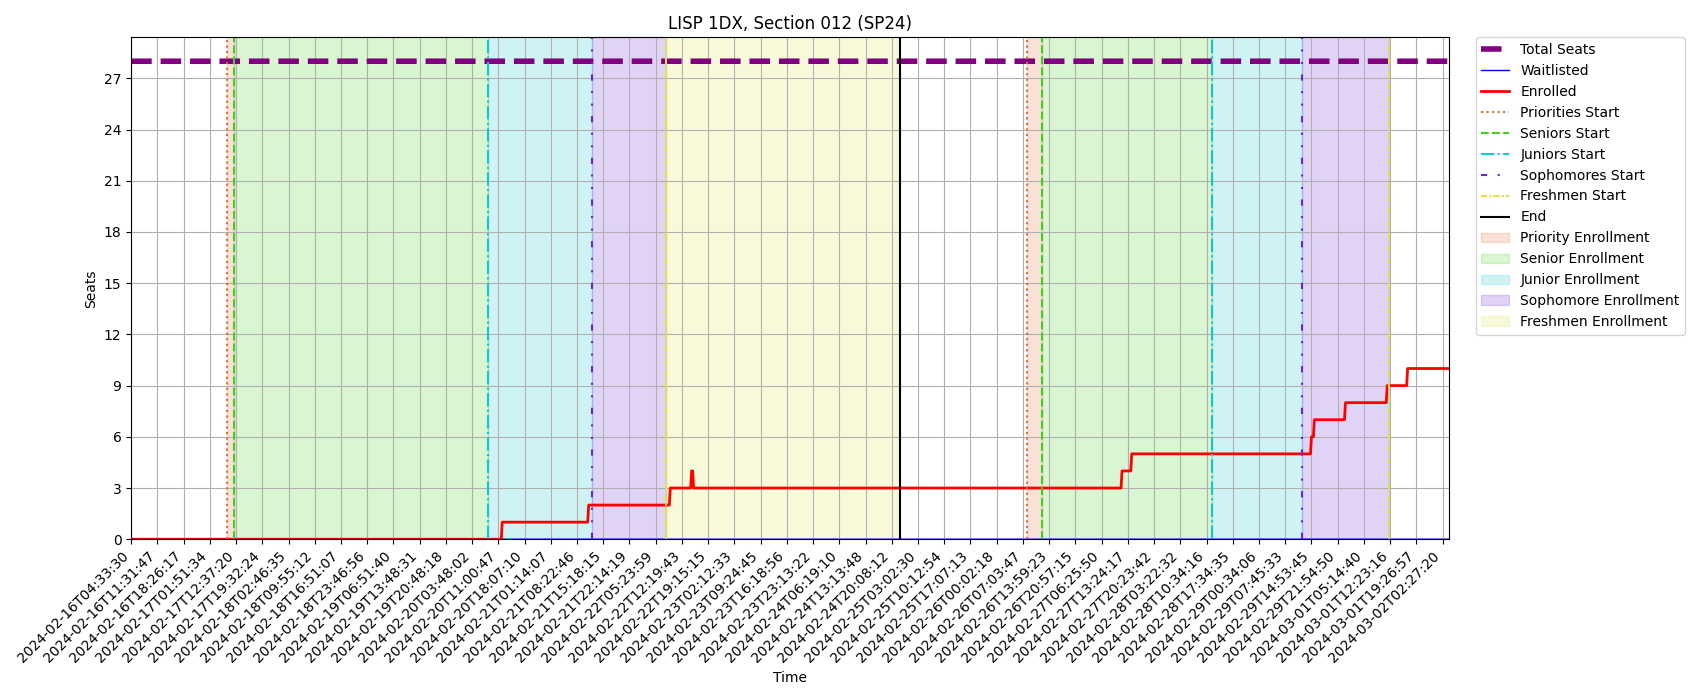 LISP 1DX, Section 012 (SP24)
Total Seats
Waitlisted
Enrolled
Priorities Start
Seniors Start
Juniors Start
Sophomores Start
Freshmen Start
End
Priority Enrollment
Senior Enrollment
Junior Enrollment
Sophomore Enrollment
Freshmen Enrollment
Seats
27
24
21
18
15
12
9
6
3
0
2024-02-16T04:33:30
2024-02-16T11:31:47
2024-02-16T18:26:17
2024-02-17T01:51:34
2024-02-17T12:37:20
2024-02-17T19:32:24
2024-02-18T02:46:35
2024-02-18T09:55:12
2024-02-18T16:51:07
2024-02-18T23:46:56
2024-02-19T06:51:40
2024-02-19T13:48:31
2024-02-19T20:48:18
2024-02-20T03:48:02
2024-02-20T11:00:47
2024-02-20T18:07:10
2024-02-21T01:14:07
2024-02-21T08:22:46
2024-02-21T15:18:15
2024-02-21T22:14:19
2024-02-22T05:23:59
2024-02-22T12:19:43
2024-02-22T19:15:15
2024-02-23T02:12:33
2024-02-23T09:24:45
2024-02-23T16:18:56
2024-02-23T23:13:22
2024-02-24T06:19:10
2024-02-24T13:13:48
2024-02-24T20:08:12
2024-02-25T03:02:30
2024-02-25T10:12:54
2024-02-25T17:07:13
2024-02-26T00:02:18
2024-02-26T07:03:47
2024-02-26T13:59:23
2024-02-26T20:57:15
2024-02-27T06:25:50
2024-02-27T13:24:17
2024-02-27T20:23:42
2024-02-28T03:22:32
2024-02-28T10:34:16
2024-02-28T17:34:35
2024-02-29T00:34:06
2024-02-29T07:45:33
2024-02-29T14:53:45
2024-02-29T21:54:50
2024-03-01T05:14:40
2024-03-01T12:23:16
2024-03-01T19:26:57
2024-03-02T02:27:20
Time